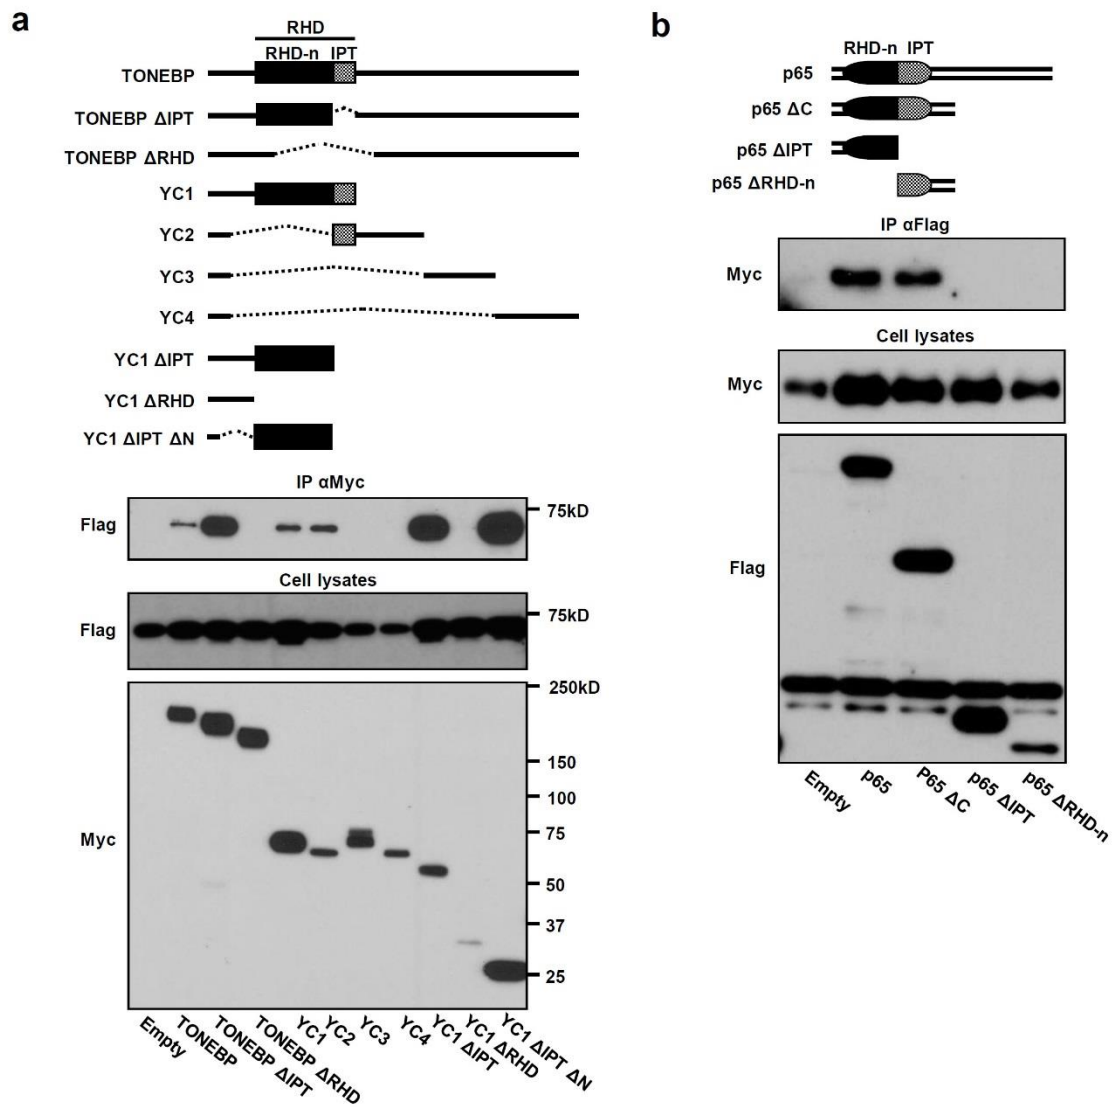 a
RHD
RHD-n IPT
TONEBP
TONEBP ΔIPT
TONEBP ΔRHD
YC1
YC2
YC3
YC4
YC1 ΔIPT
YC1 ΔRHD
YC1 ΔIPT ΔN
IP αMyc
Flag
75kD
Cell lysates
Flag
75kD
Myc
250kD
150
100
75
50
37
25
Empty
TONEBP
TONEBP ΔIPT
TONEBP ΔRHD
YC1
YC2
YC3
YC4
YC1 ΔIPT
YC1 ΔRHD
YC1 ΔIPT ΔN
b
RHD-n IPT
p65
p65 ΔC
p65 ΔIPT
p65 ΔRHD-n
IP αFlag
Myc
Cell lysates
Myc
Flag
Empty
p65
P65 ΔC
p65 ΔIPT
p65 ΔRHD-n